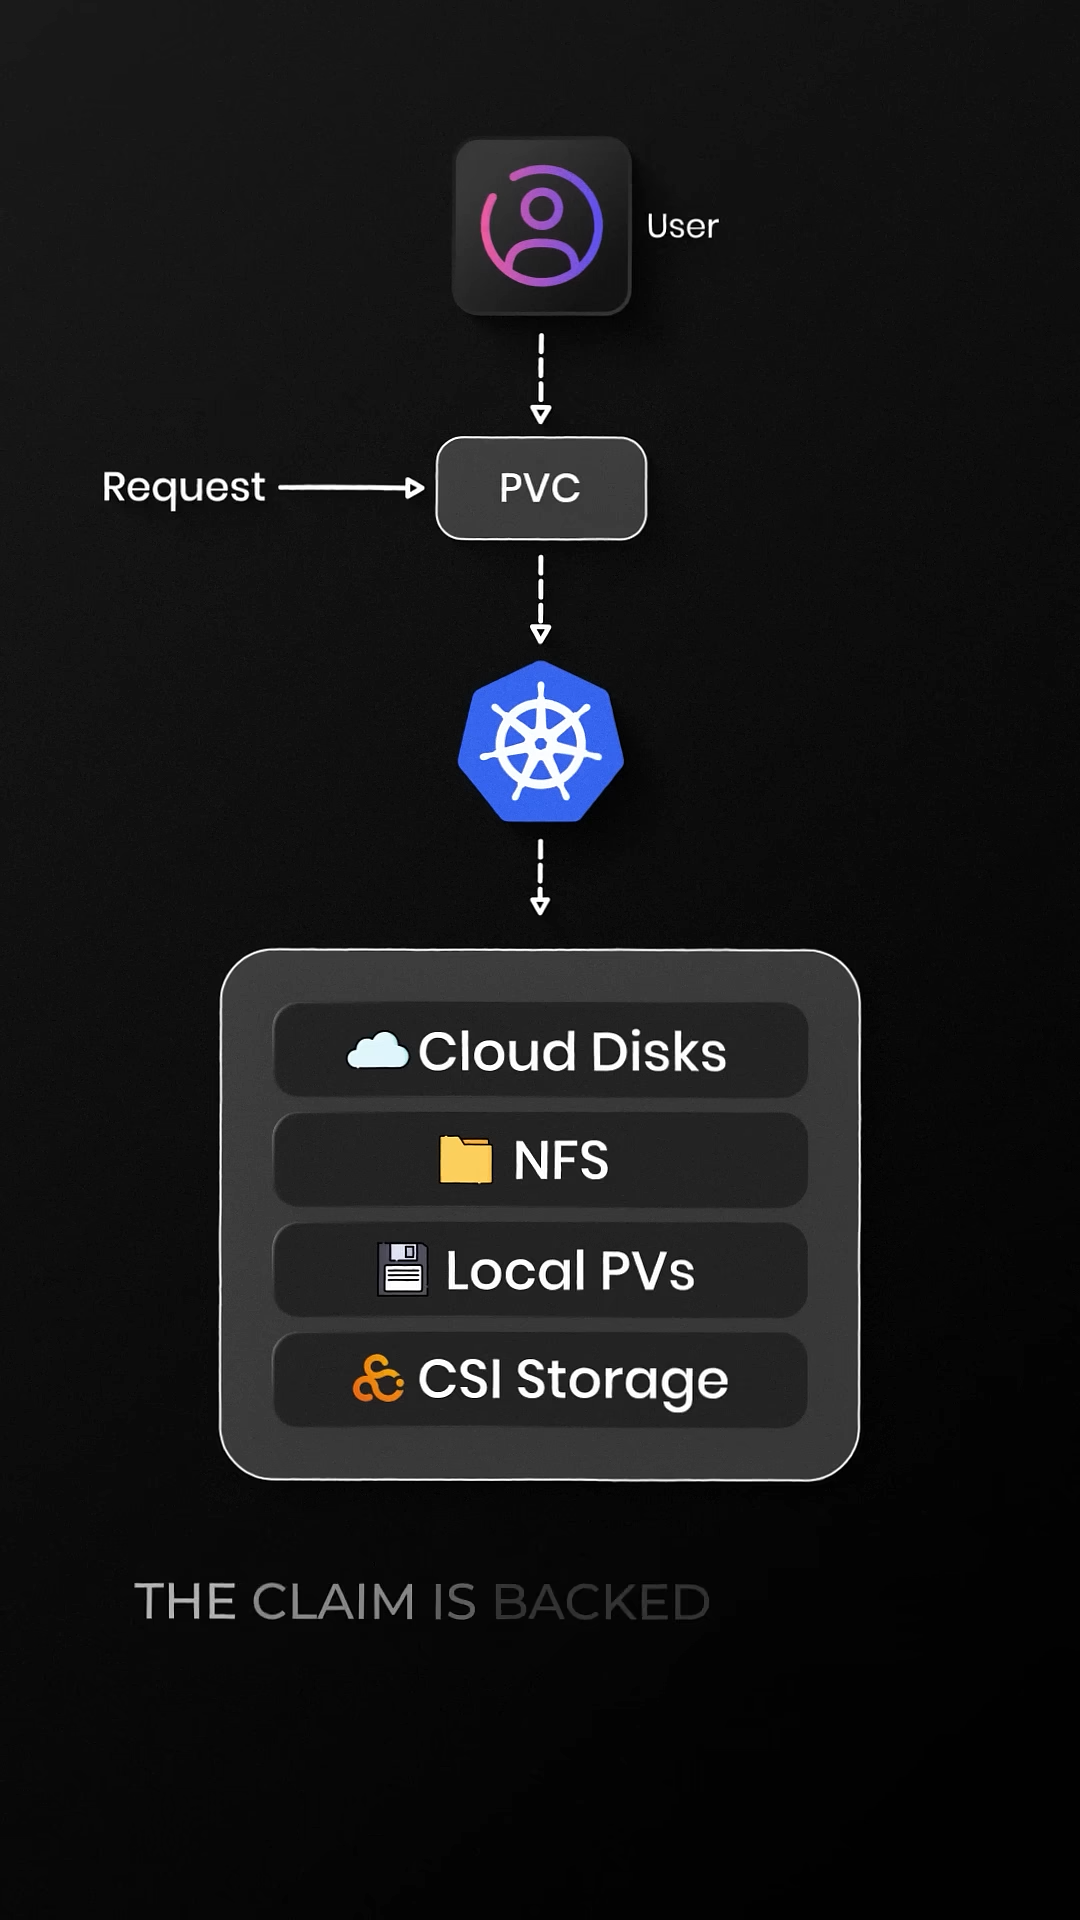 User
Request
PVC
Cloud Disks
NFS
Local PVs
CSI Storage
THE CLAIM IS BACKED